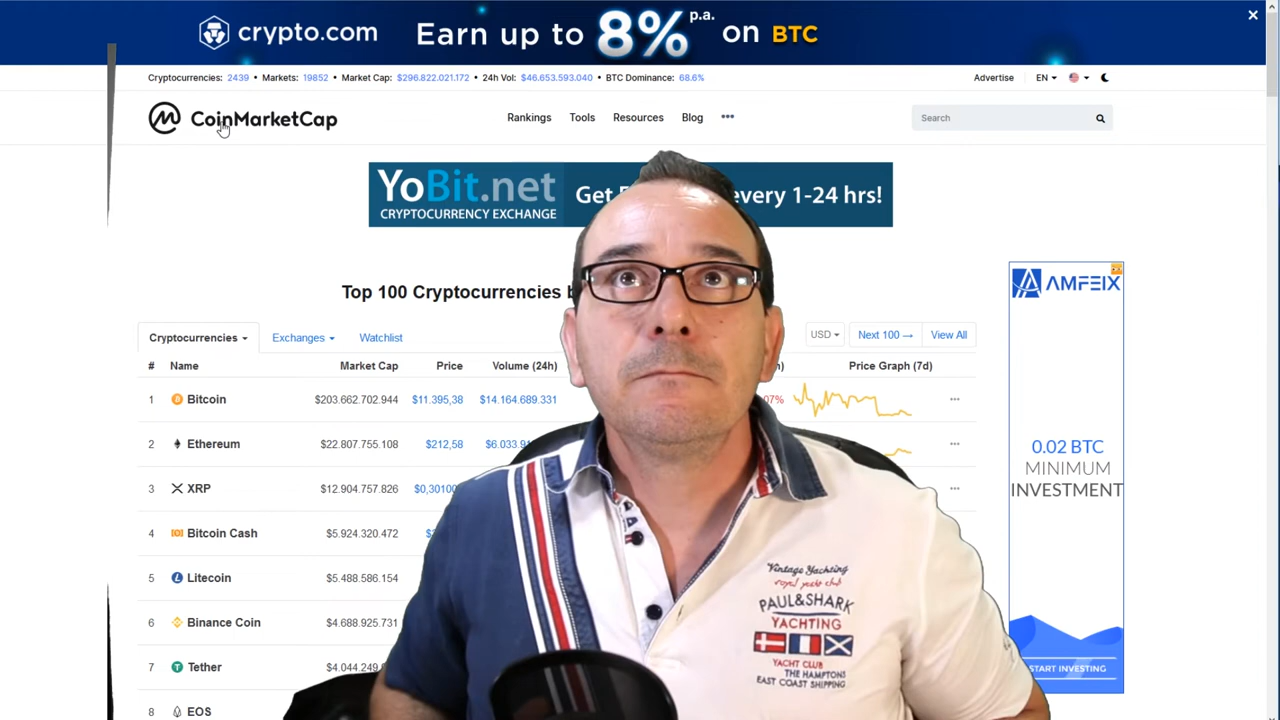 crypto.com Earn up to 8% p.a. on BTC
Cryptocurrencies: 2439 • Markets: 19852 • Market Cap: $296.822.021.172 • 24h Vol: $46.653.593.040 • BTC Dominance: 68.6% Advertise EN
CoinMarketCap Rankings Tools Resources Blog Search
YoBit.net Get every 1-24 hrs!
CRYPTOCURRENCY EXCHANGE
AMFEIX
Top 100 Cryptocurrencies
Cryptocurrencies Exchanges Watchlist USD Next 100 → View All
# Name Market Cap Price Volume (24h) Price Graph (7d)
1 Bitcoin $203.662.702.944 $11.395,38 $14.164.689.331
2 Ethereum $22.807.755.108 $212,58
3 XRP $12.904.757.826
4 Bitcoin Cash $5.924.320.472
5 Litecoin $5.488.586.154
6 Binance Coin $4.688.925.731
7 Tether
8 EOS
0.02 BTC
MINIMUM
INVESTMENT
START INVESTING
Vintage Yachting
royal yacht club
PAUL&SHARK
YACHTING
YACHT CLUB
THE HAMPTONS
EAST COAST SHIPPING